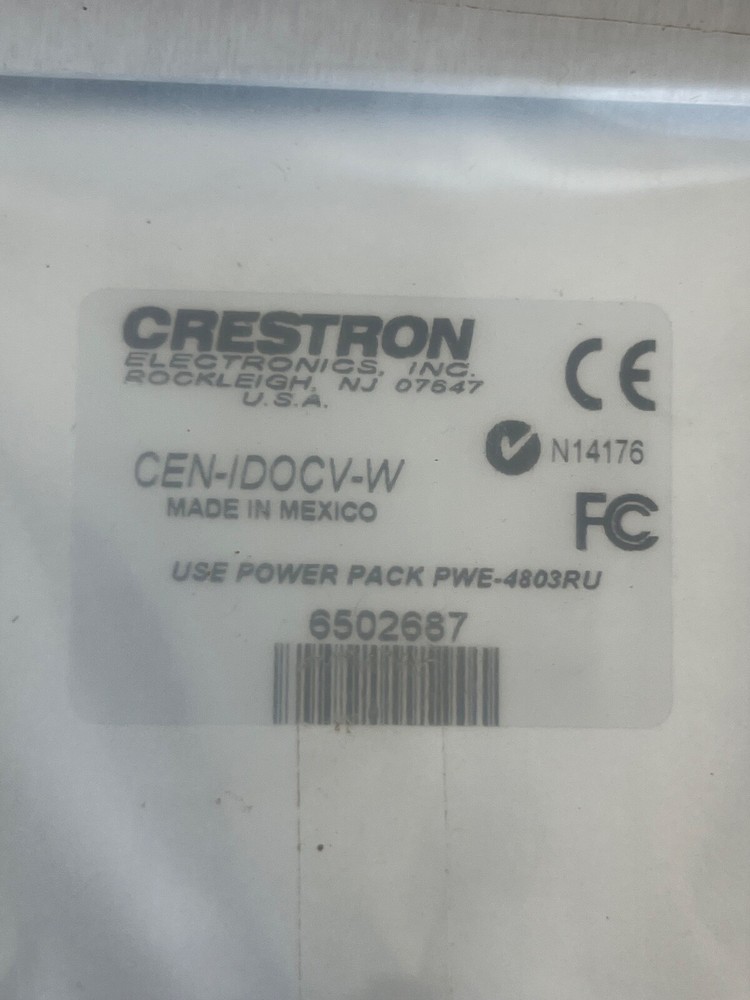 CRESTRON
ELECTRONICS, INC.
ROCKLEIGH, NJ 07647
U.S.A.
CE
N14176
CEN-IDOCV-W
MADE IN MEXICO
FC
USE POWER PACK PWE-4803RU
6502687